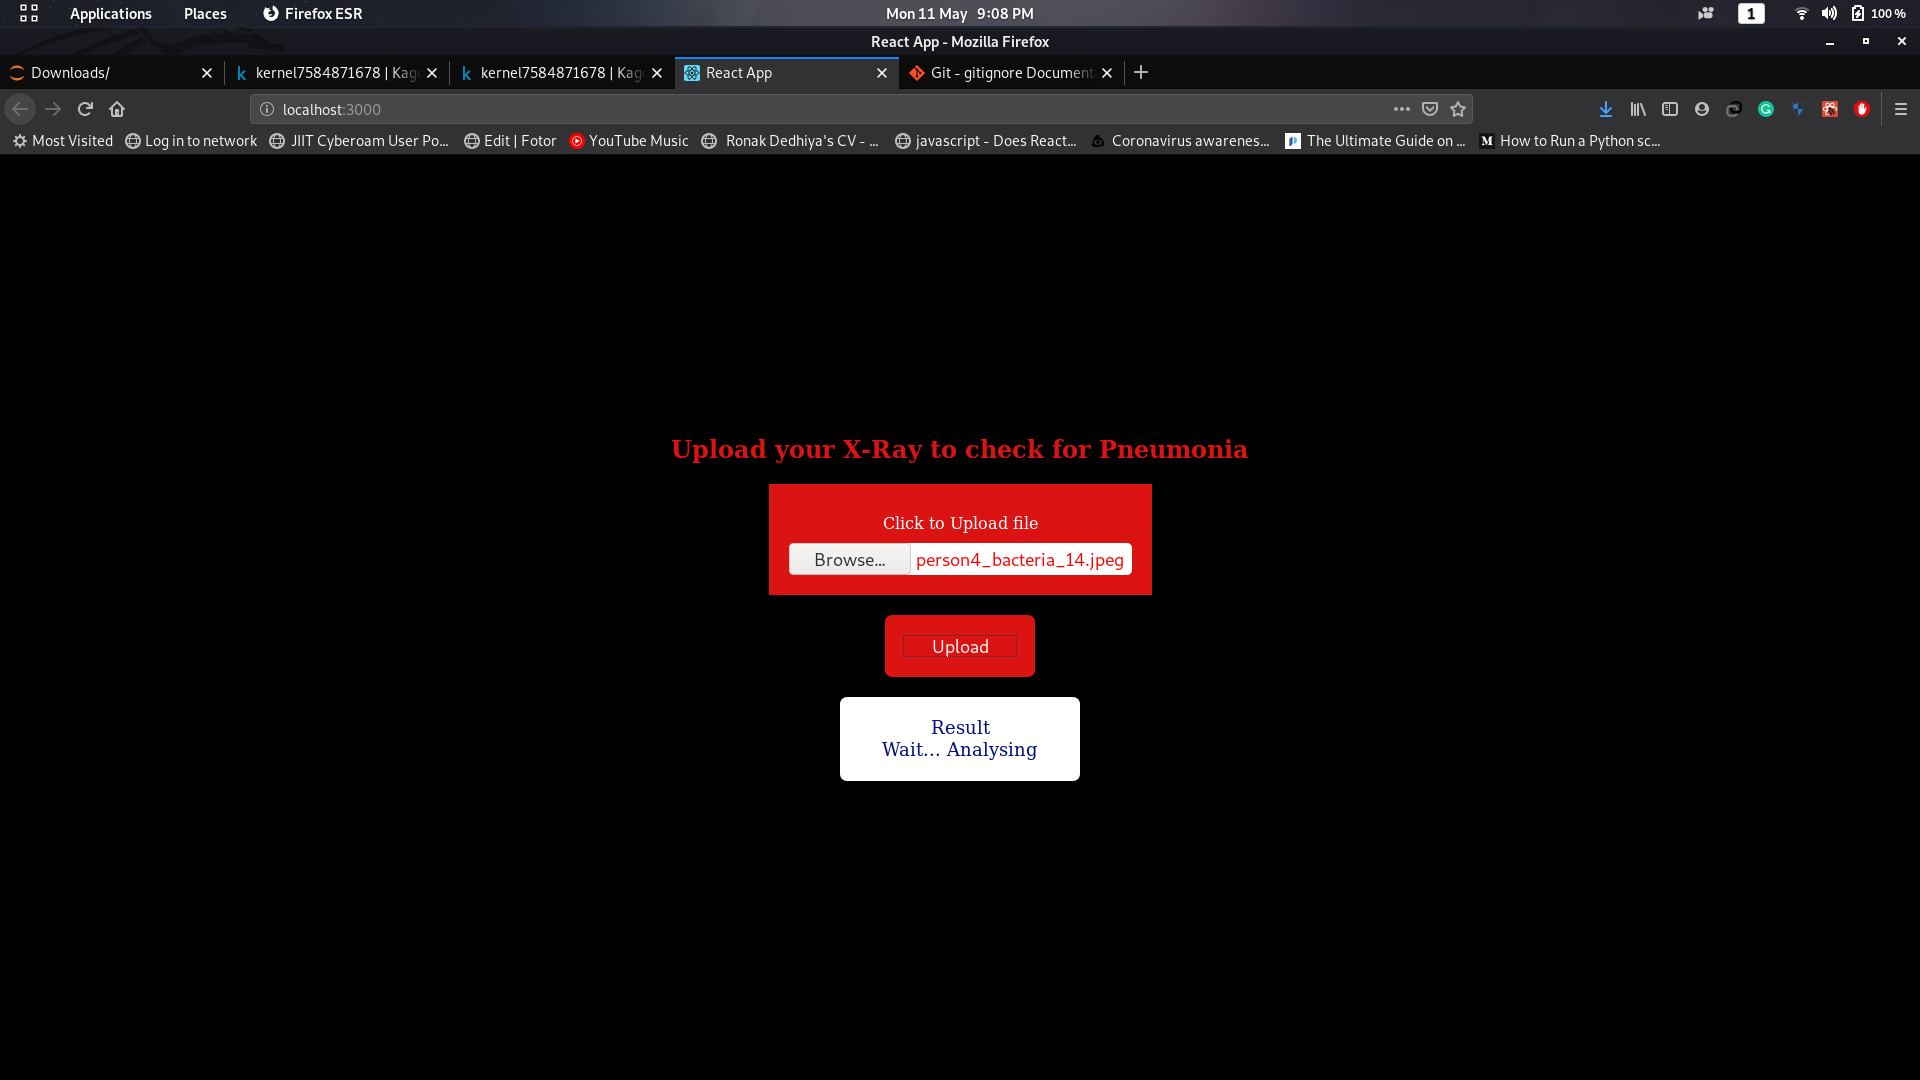 Applications Places Firefox ESR Mon 11 May 9:08 PM 1 100 %
React App - Mozilla Firefox
Downloads/ kernel7584871678 | Kag kernel7584871678 | Kag React App Git - gitignore Document
localhost:3000
Most Visited Log in to network JIIT Cyberoam User Po... Edit | Fotor YouTube Music Ronak Dedhiya's CV - ... javascript - Does React... Coronavirus awarenes... The Ultimate Guide on ... How to Run a Python sc...
Upload your X-Ray to check for Pneumonia
Click to Upload file
Browse... person4_bacteria_14.jpeg
Upload
Result
Wait... Analysing